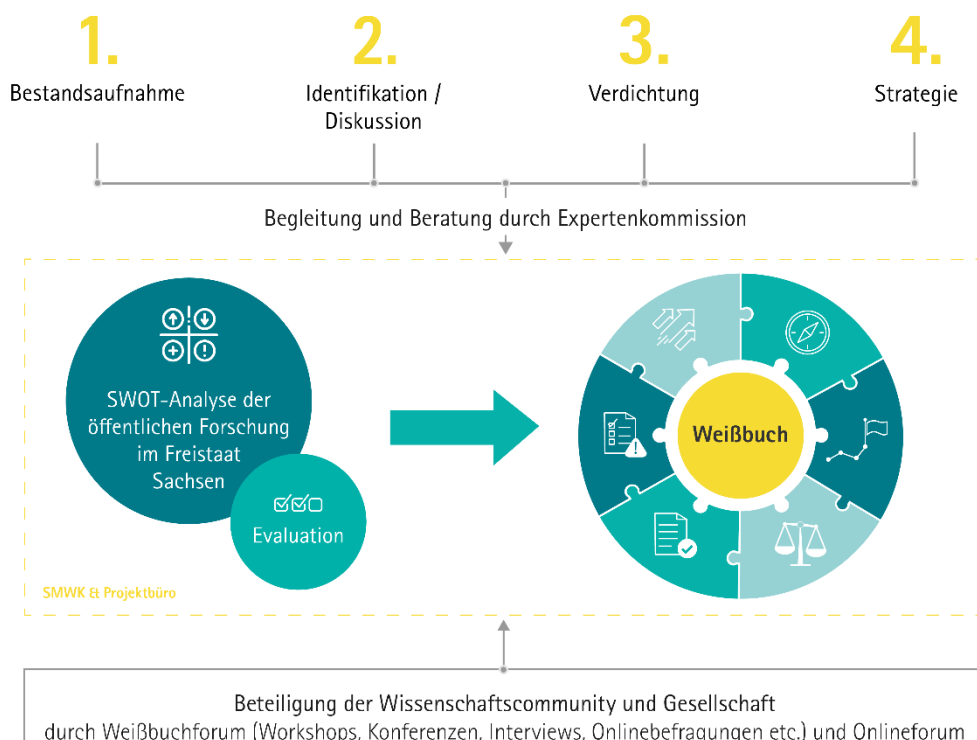 1.
2.
3.
4.
Bestandsaufnahme
Identifikation /
Diskussion
Verdichtung
Strategie
Begleitung und Beratung durch Expertenkommission
SWOT-Analyse der
öffentlichen Forschung
im Freistaat
Sachsen
Evaluation
Weißbuch
SMWK & Projektbüro
Beteiligung der Wissenschaftscommunity und Gesellschaft
durch Weißbuchforum (Workshops, Konferenzen, Interviews, Onlinebefragungen etc.) und Onlineforum